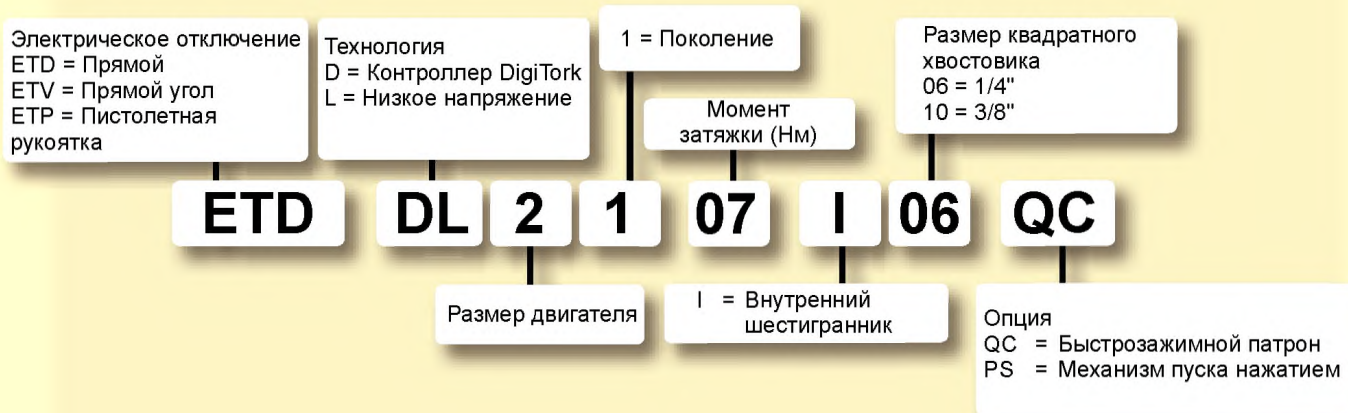 Электрическое отключение
ETD = Прямой
ETV = Прямой угол
ETP = Пистолетная
рукоятка
Технология
D = Контроллер DigiTork
L = Низкое напряжение
1 = Поколение
Момент
затяжки (Нм)
Размер квадратного
хвостовика
06 = 1/4"
10 = 3/8"
ETD DL 2 1 07 I 06 QC
Размер двигателя
I = Внутренний
шестигранник
Опция
QC = Быстрозажимной патрон
PS = Механизм пуска нажатием